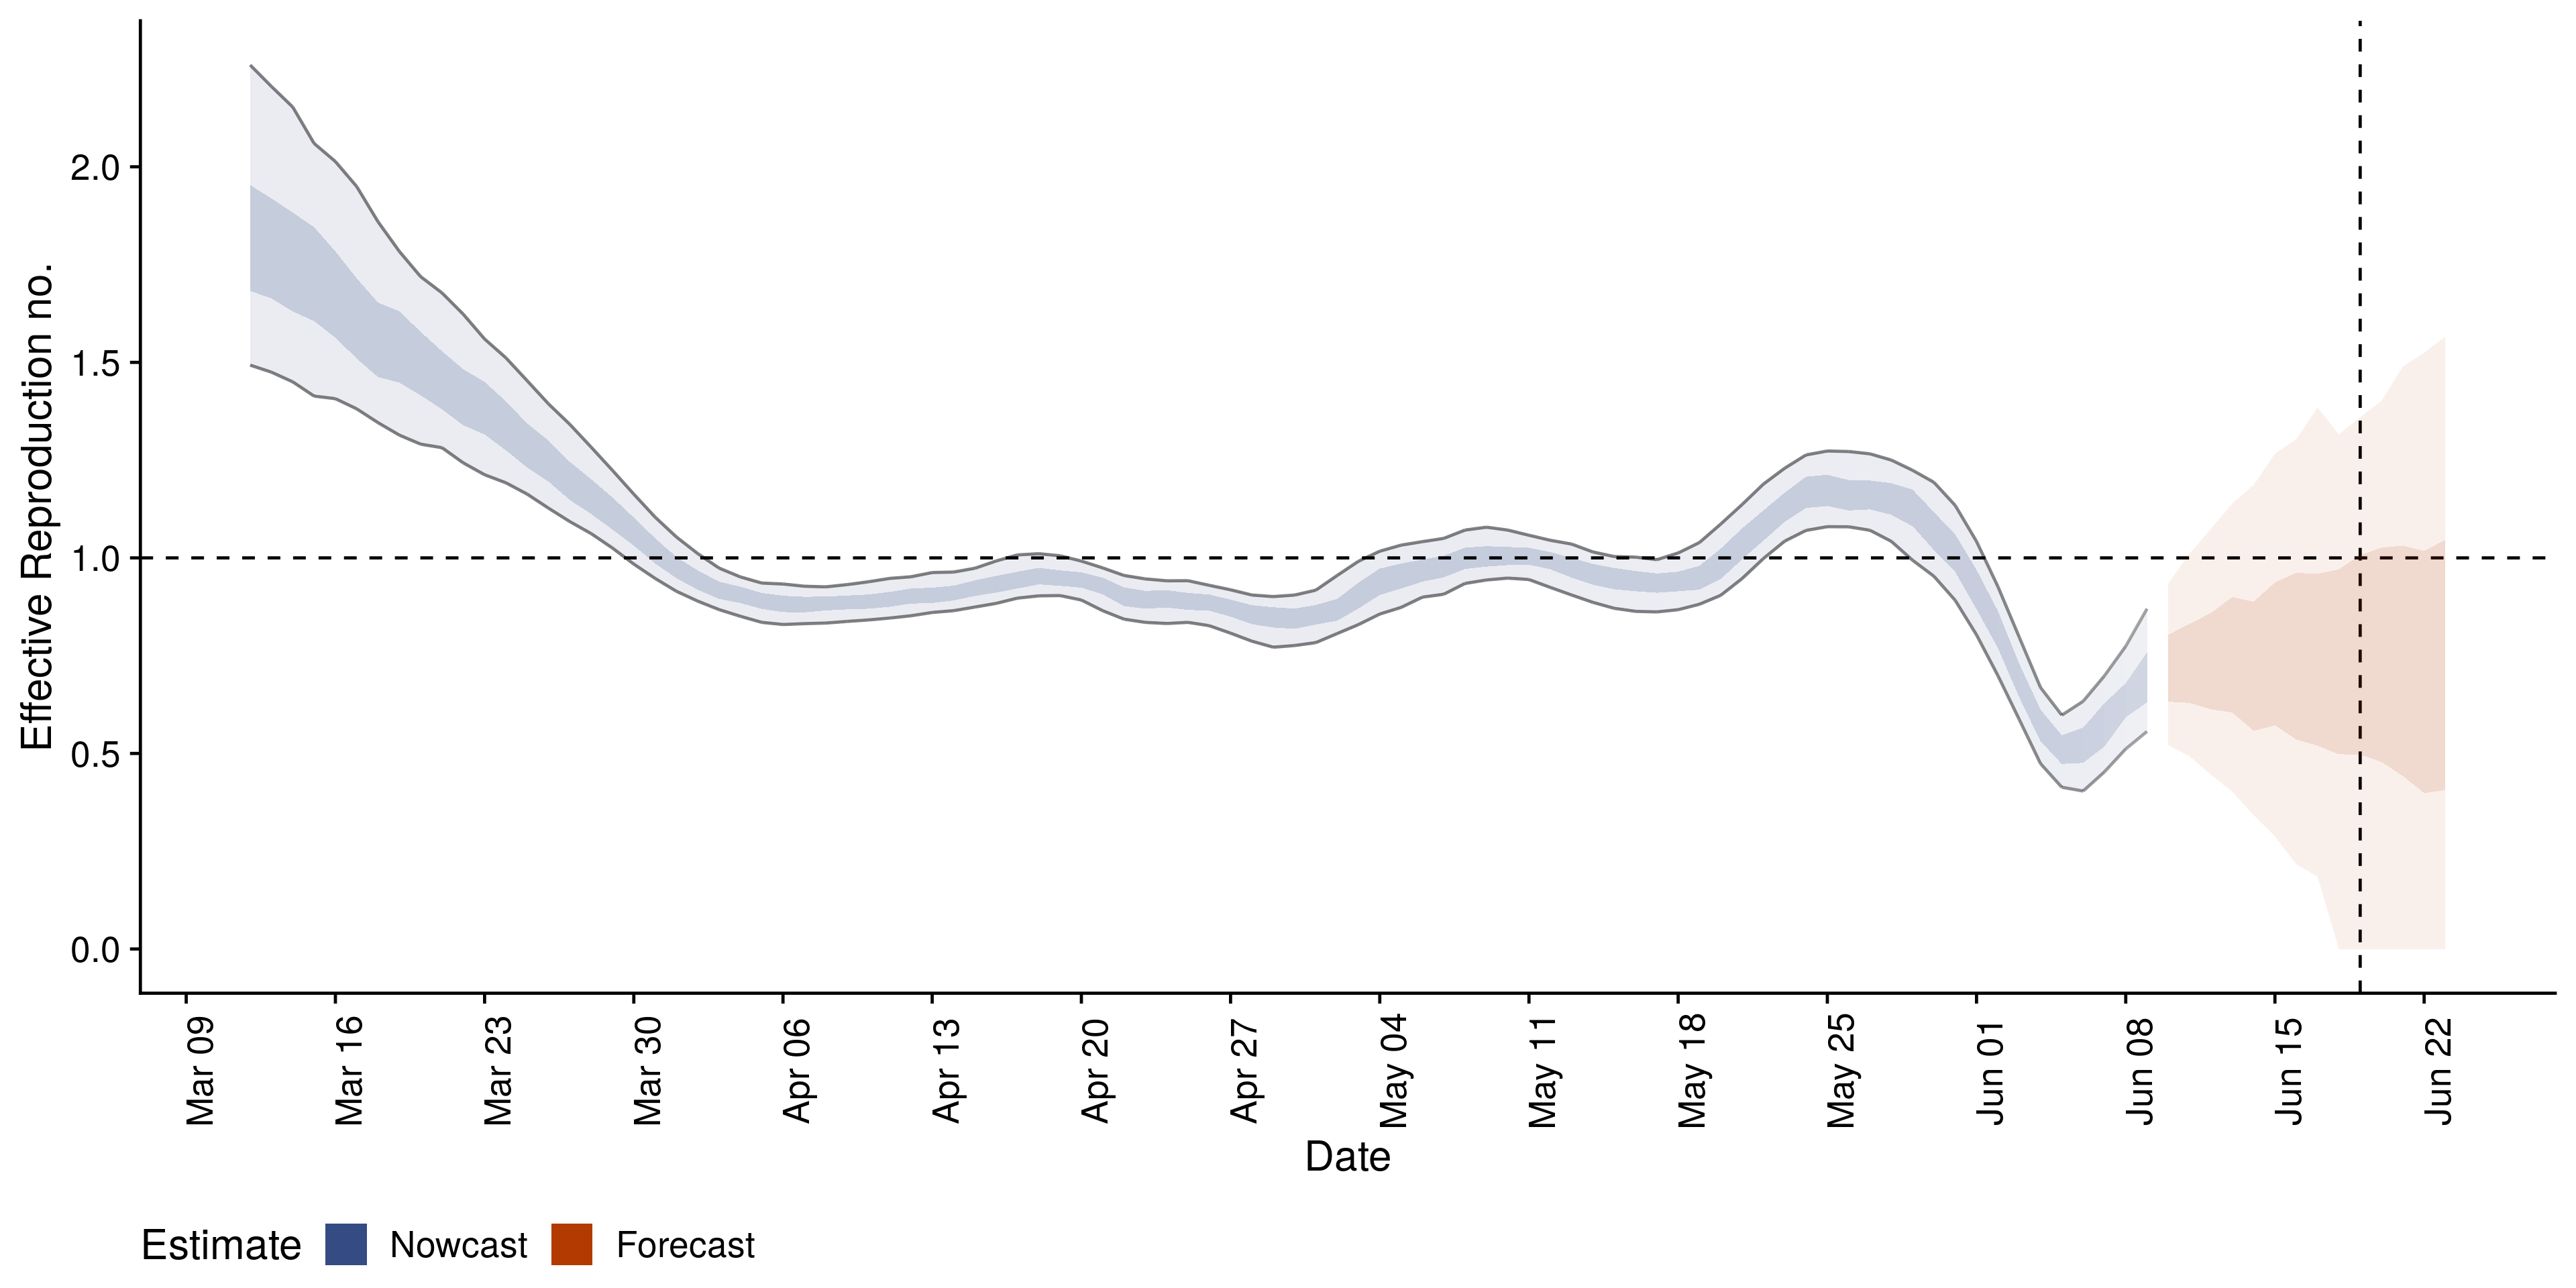 Effective Reproduction no.
2.0
1.5
1.0
0.5
0.0
Mar 09
Mar 16
Mar 23
Mar 30
Apr 06
Apr 13
Apr 20
Apr 27
May 04
May 11
May 18
May 25
Jun 01
Jun 08
Jun 15
Jun 22
Date
Estimate Nowcast Forecast